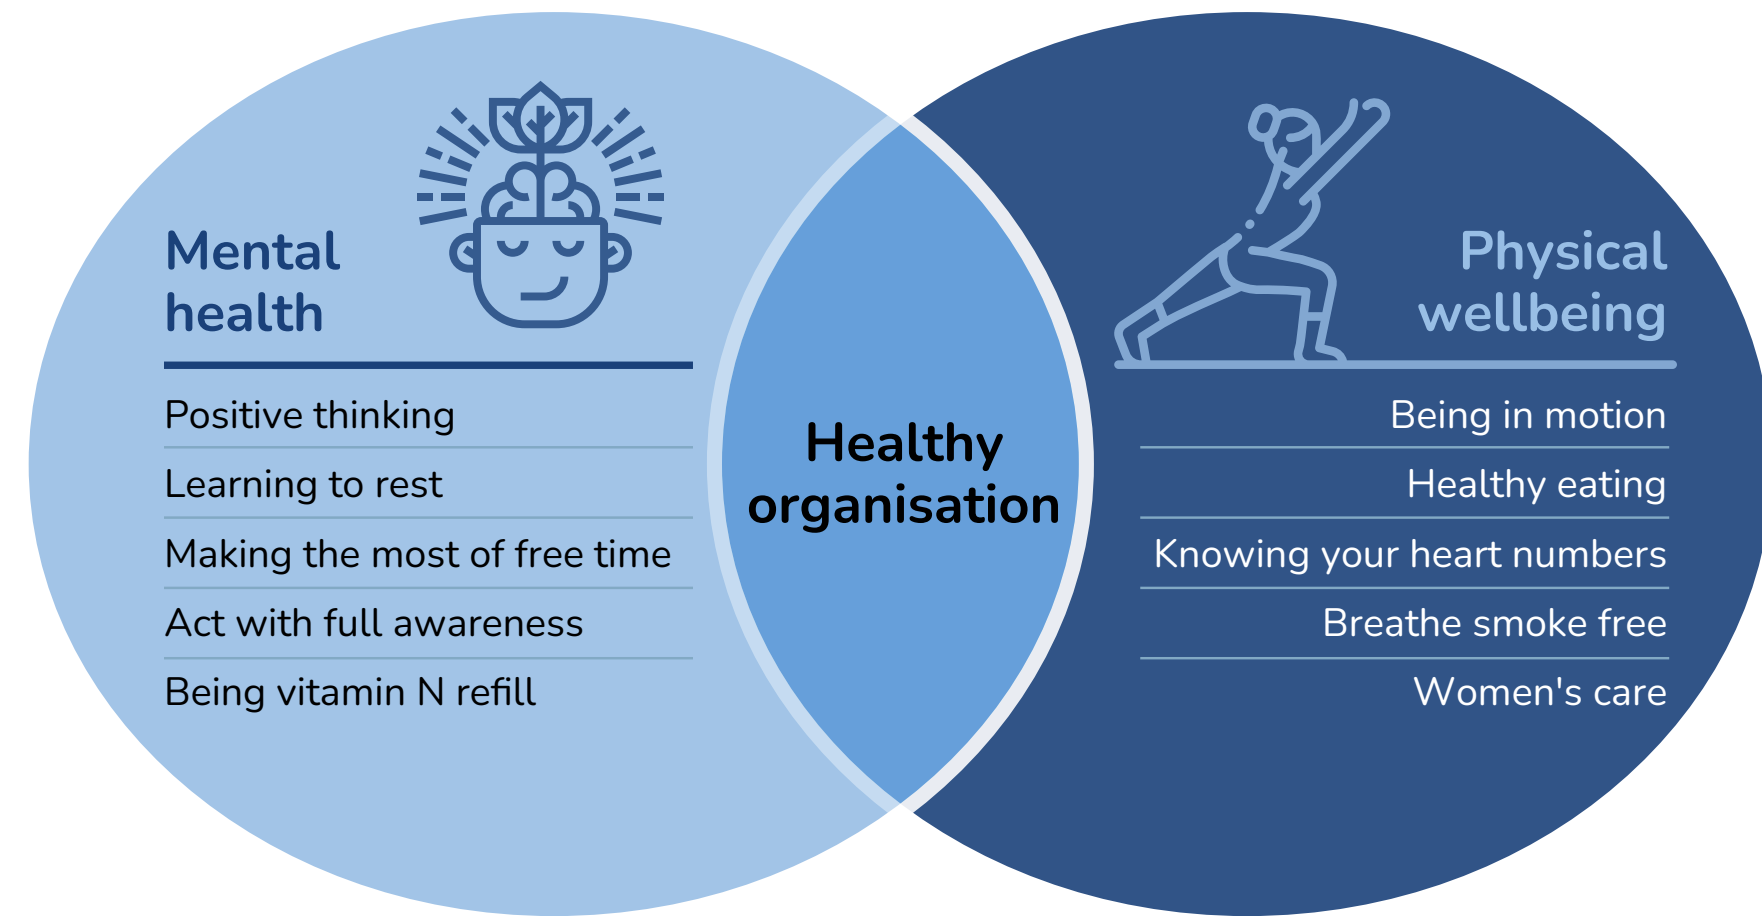 Mental
health
Positive thinking
Learning to rest
Making the most of free time
Act with full awareness
Being vitamin N refill
Healthy
organisation
Physical
wellbeing
Being in motion
Healthy eating
Knowing your heart numbers
Breathe smoke free
Women's care